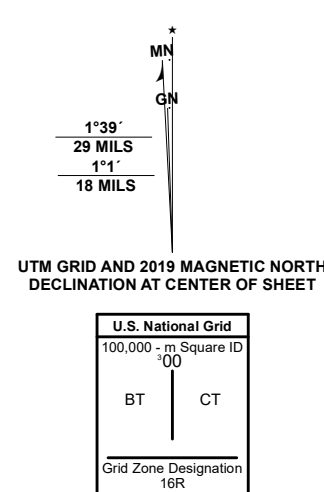 ★
MN
GN
1°39´
29 MILS
1°1´
18 MILS
UTM GRID AND 2019 MAGNETIC NORTH
DECLINATION AT CENTER OF SHEET
U.S. National Grid
100,000 - m Square ID
³00
BT CT
Grid Zone Designation
16R